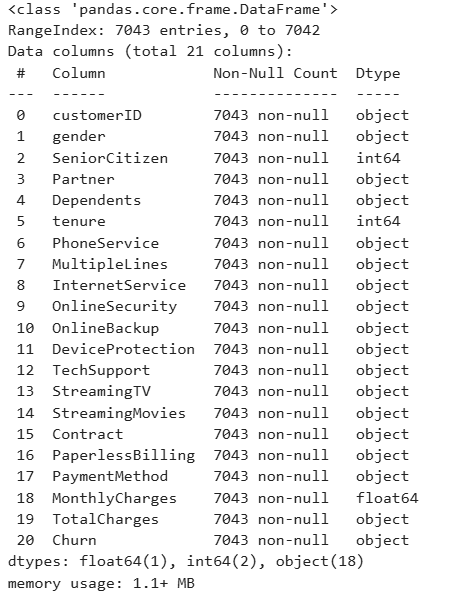 <class 'pandas.core.frame.DataFrame'>
RangeIndex: 7043 entries, 0 to 7042
Data columns (total 21 columns):
 #   Column            Non-Null Count  Dtype
---  ------            --------------  -----
 0   customerID        7043 non-null   object
 1   gender            7043 non-null   object
 2   SeniorCitizen     7043 non-null   int64
 3   Partner           7043 non-null   object
 4   Dependents        7043 non-null   object
 5   tenure            7043 non-null   int64
 6   PhoneService      7043 non-null   object
 7   MultipleLines     7043 non-null   object
 8   InternetService   7043 non-null   object
 9   OnlineSecurity    7043 non-null   object
 10  OnlineBackup      7043 non-null   object
 11  DeviceProtection  7043 non-null   object
 12  TechSupport       7043 non-null   object
 13  StreamingTV       7043 non-null   object
 14  StreamingMovies   7043 non-null   object
 15  Contract          7043 non-null   object
 16  PaperlessBilling  7043 non-null   object
 17  PaymentMethod     7043 non-null   object
 18  MonthlyCharges    7043 non-null   float64
 19  TotalCharges      7043 non-null   object
 20  Churn             7043 non-null   object
dtypes: float64(1), int64(2), object(18)
memory usage: 1.1+ MB